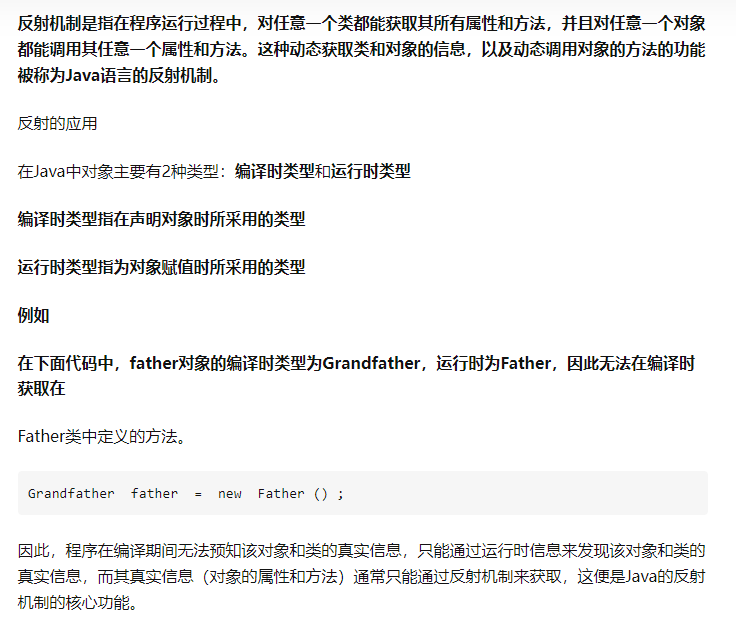 反射机制是指在程序运行过程中，对任意一个类都能获取其所有属性和方法，并且对任意一个对象
都能调用其任意一个属性和方法。这种动态获取类和对象的信息，以及动态调用对象的方法的功能
被称为Java语言的反射机制。
反射的应用
在Java中对象主要有2种类型：编译时类型和运行时类型
编译时类型指在声明对象时所采用的类型
运行时类型指为对象赋值时所采用的类型
例如
在下面代码中，father对象的编译时类型为Grandfather，运行时为Father，因此无法在编译时
获取在
Father类中定义的方法。
Grandfather  father  =  new  Father () ;
因此，程序在编译期间无法预知该对象和类的真实信息，只能通过运行时信息来发现该对象和类的
真实信息，而其真实信息（对象的属性和方法）通常只能通过反射机制来获取，这便是Java的反射
机制的核心功能。